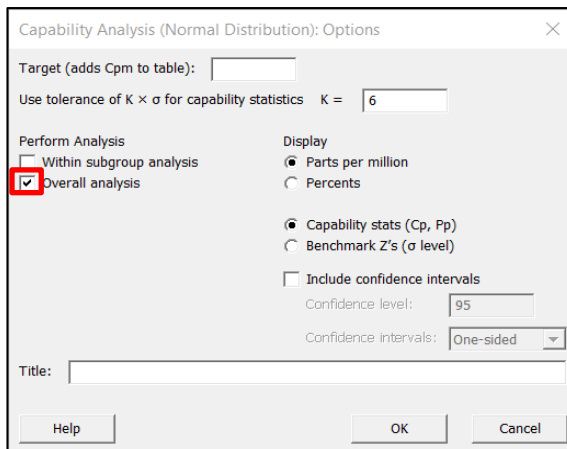 Capability Analysis (Normal Distribution): Options
Target (adds Cpm to table):
Use tolerance of K × σ for capability statistics K = 6
Perform Analysis
Within subgroup analysis
Overall analysis
Display
Parts per million
Percents
Capability stats (Cp, Pp)
Benchmark Z's (σ level)
Include confidence intervals
Confidence level: 95
Confidence intervals: One-sided
Title:
Help
OK
Cancel